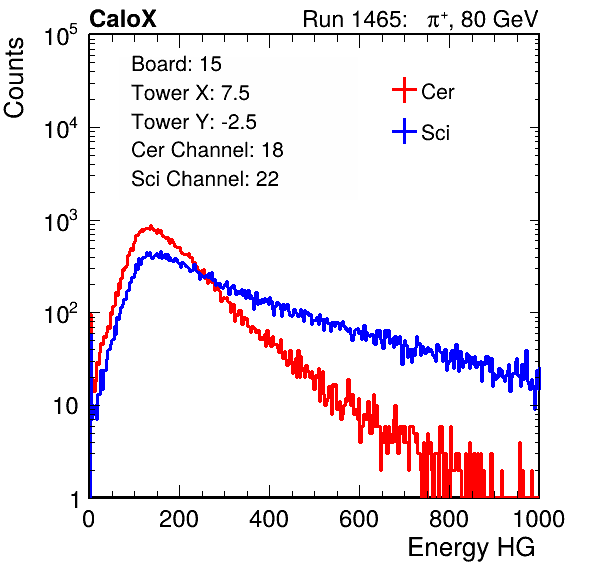 CaloX Run 1465: π⁺, 80 GeV
Counts
Board: 15
Tower X: 7.5
Tower Y: -2.5
Cer Channel: 18
Sci Channel: 22
Cer
Sci
10⁵
10⁴
10³
10²
10
1
0 200 400 600 800 1000
Energy HG